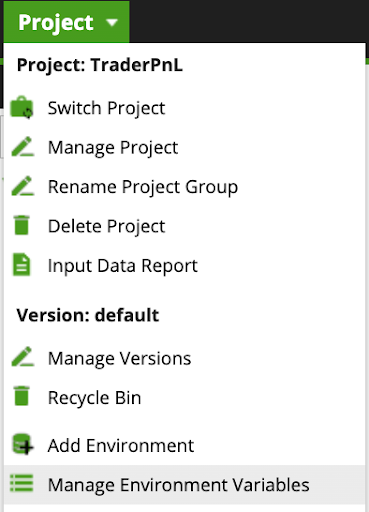 Project
Project: TraderPnL
Switch Project
Manage Project
Rename Project Group
Delete Project
Input Data Report
Version: default
Manage Versions
Recycle Bin
Add Environment
Manage Environment Variables